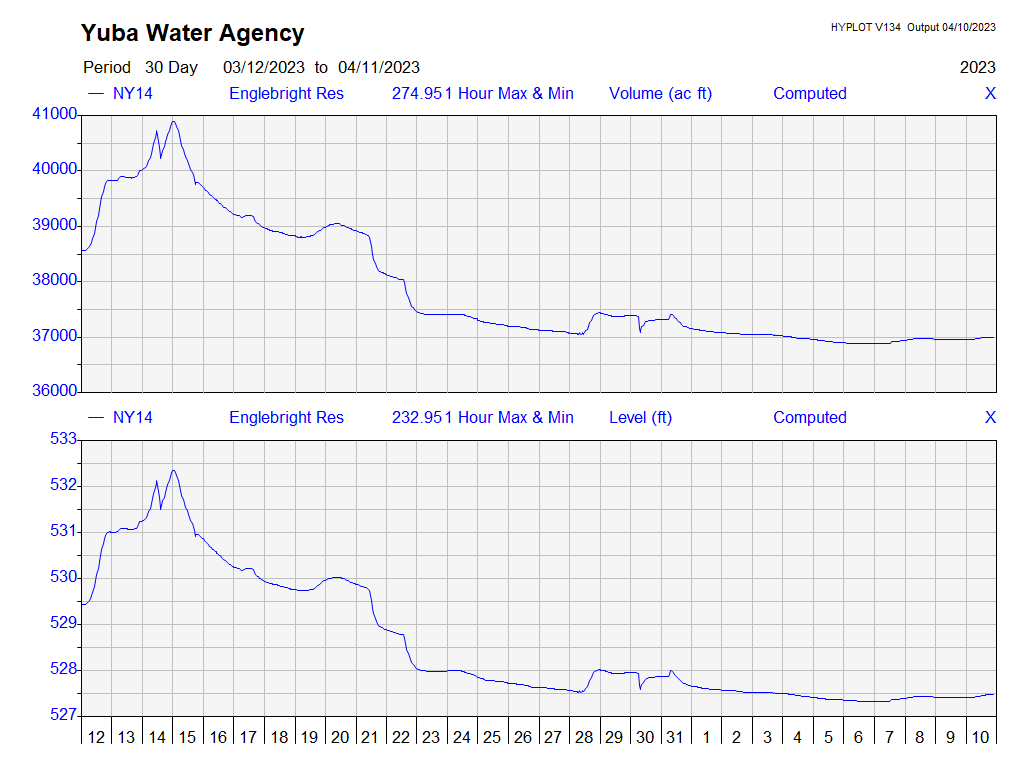 Yuba Water Agency
HYPLOT V134 Output 04/10/2023
Period 30 Day 03/12/2023 to 04/11/2023 2023
NY14 Englebright Res 274.951 Hour Max & Min Volume (ac ft) Computed X
41000
40000
39000
38000
37000
36000
NY14 Englebright Res 232.951 Hour Max & Min Level (ft) Computed X
533
532
531
530
529
528
527
12 13 14 15 16 17 18 19 20 21 22 23 24 25 26 27 28 29 30 31 1 2 3 4 5 6 7 8 9 10